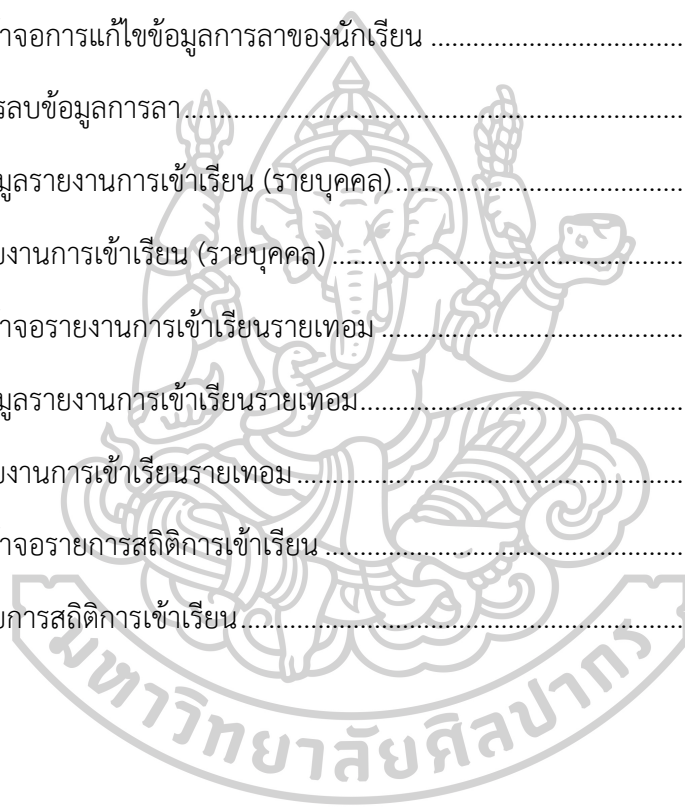 าจอการแก้ไขข้อมูลการลาของนักเรียน ....................................
รลบข้อมูลการลา....................................................................
มูลรายงานการเข้าเรียน (รายบุคคล).......................................
ยงานการเข้าเรียน (รายบุคคล) ................................................
าจอรายงานการเข้าเรียนรายเทอม .........................................
มูลรายงานการเข้าเรียนรายเทอม............................................
ยงานการเข้าเรียนรายเทอม.....................................................
าจอรายการสถิติการเข้าเรียน .................................................
ยการสถิติการเข้าเรียน............................................................
มหาวิทยาลัยศิลปากร